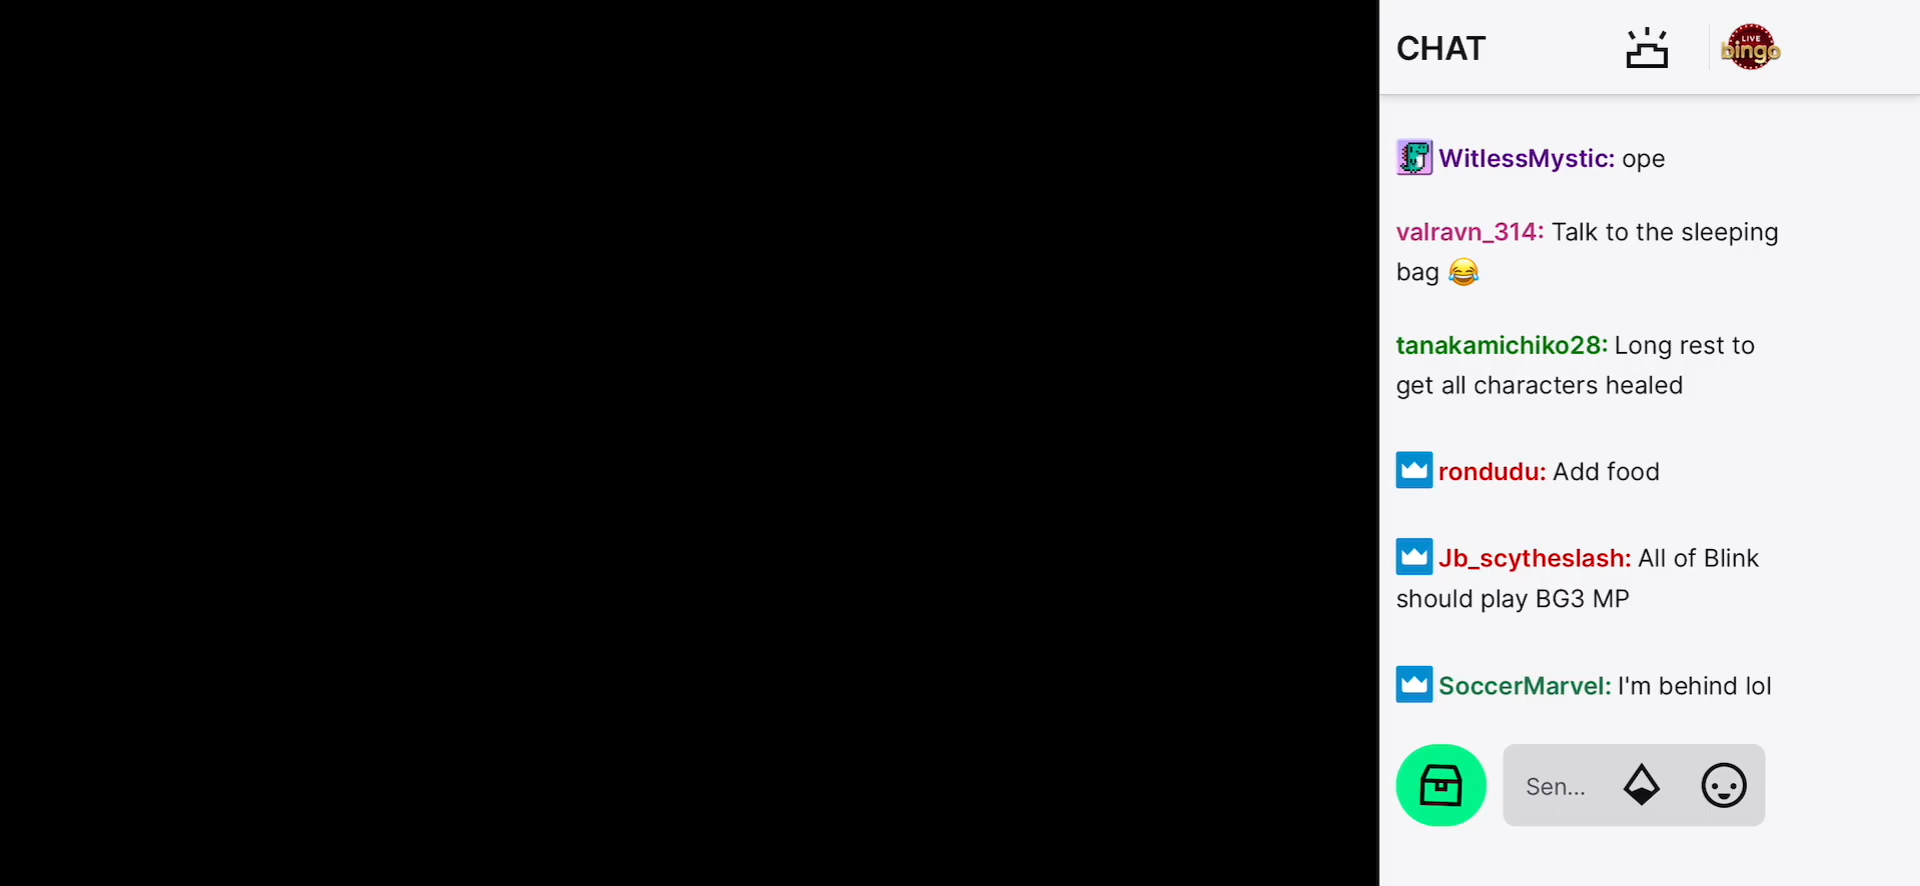 CHAT
LIVE
bingo
WitlessMystic: ope
valravn_314: Talk to the sleeping
bag 😂
tanakamichiko28: Long rest to
get all characters healed
rondudu: Add food
Jb_scytheslash: All of Blink
should play BG3 MP
SoccerMarvel: I'm behind lol
Sen...